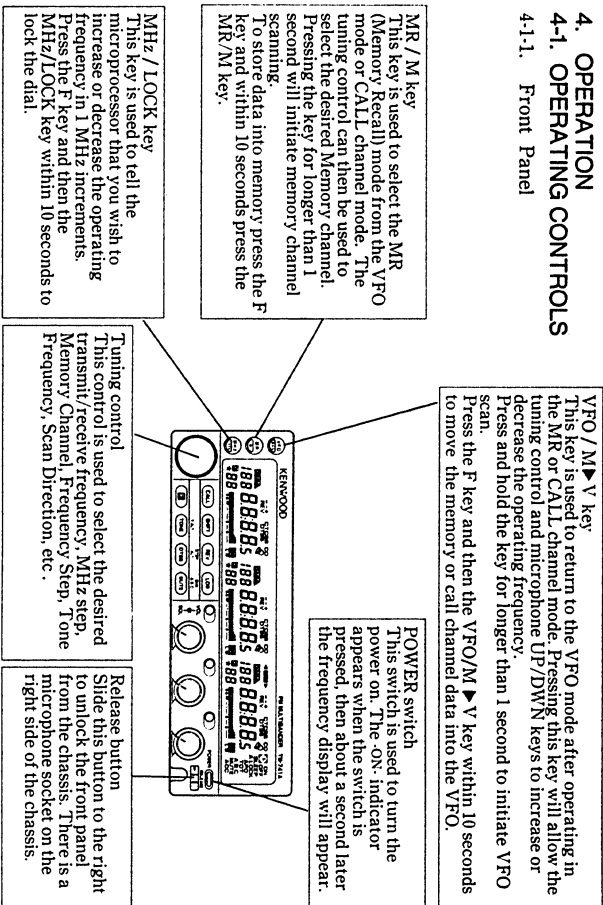 4. OPERATION
4-1. OPERATING CONTROLS
4-1-1. Front Panel
VFO / M▶V key
This key is used to return to the VFO mode after operating in
the MR or CALL channel mode. Pressing this key will allow the
tuning control and microphone UP/DWN keys to increase or
decrease the operating frequency.
Press and hold the key for longer than 1 second to initiate VFO
scan.
Press the F key and then the VFO/M ▶ V key within 10 seconds
to move the memory or call channel data into the VFO.
MR / M key
This key is used to select the MR
(Memory Recall) mode from the VFO
mode or CALL channel mode. The
tuning control can then be used to
select the desired Memory channel.
Pressing the key for longer than 1
second will initiate memory channel
scanning.
To store data into memory press the F
key and within 10 seconds press the
MR/M key.
POWER switch
This switch is used to turn the
power on. The -ON- indicator
appears when the switch is
pressed, then about a second later
the frequency display will appear.
KENWOOD
FM MULTIBANDER
POWER
CALL
SHIFT
REV
LOW
TONE
DTSS
MUTE
MHz / LOCK key
This key is used to tell the
microprocessor that you wish to
increase or decrease the operating
frequency in 1 MHz increments.
Press the F key and then the
MHz/LOCK key within 10 seconds to
lock the dial.
Tuning control
This control is used to select the desired
transmit/receive frequency, MHz step,
Memory Channel, Frequency Step, Tone
Frequency, Scan Direction, etc .
Release button
Slide this button to the right
to unlock the front panel
from the chassis. There is a
microphone socket on the
right side of the chassis.